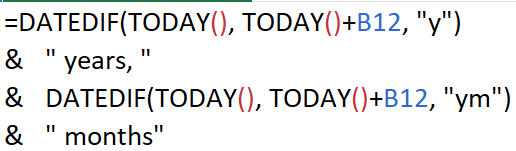 =DATEDIF(TODAY(), TODAY()+B12, "y")
& " years, "
& DATEDIF(TODAY(), TODAY()+B12, "ym")
& " months"